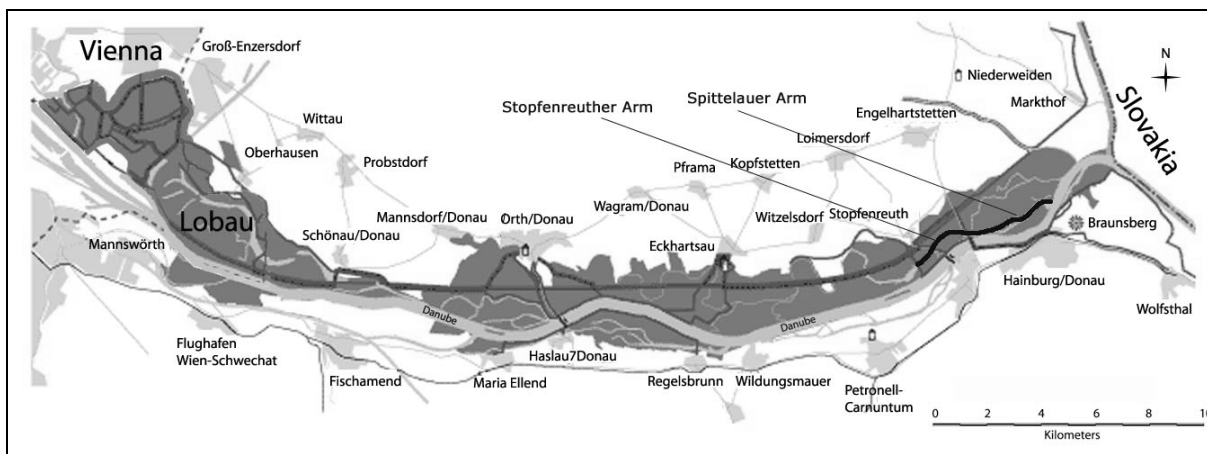 Vienna
Groß-Enzersdorf
Wittau
Oberhausen
Probstdorf
Lobau
Mannswörth
Schönau/Donau
Mannsdorf/Donau
Orth/Donau
Wagram/Donau
Pframa
Kopfstetten
Loimersdorf
Engelhartstetten
Niederweiden
Markthof
Slovakia
N
Stopfenreuther Arm
Spittelauer Arm
Eckhartsau
Witzelsdorf
Stopfenreuth
Braunsberg
Hainburg/Donau
Wolfsthal
Danube
Danube
Flughafen
Wien-Schwechat
Fischamend
Maria Ellend
Haslau7Donau
Regelsbrunn
Wildungsmauer
Petronell-
Carnuntum
0 2 4 6 8 10
Kilometers